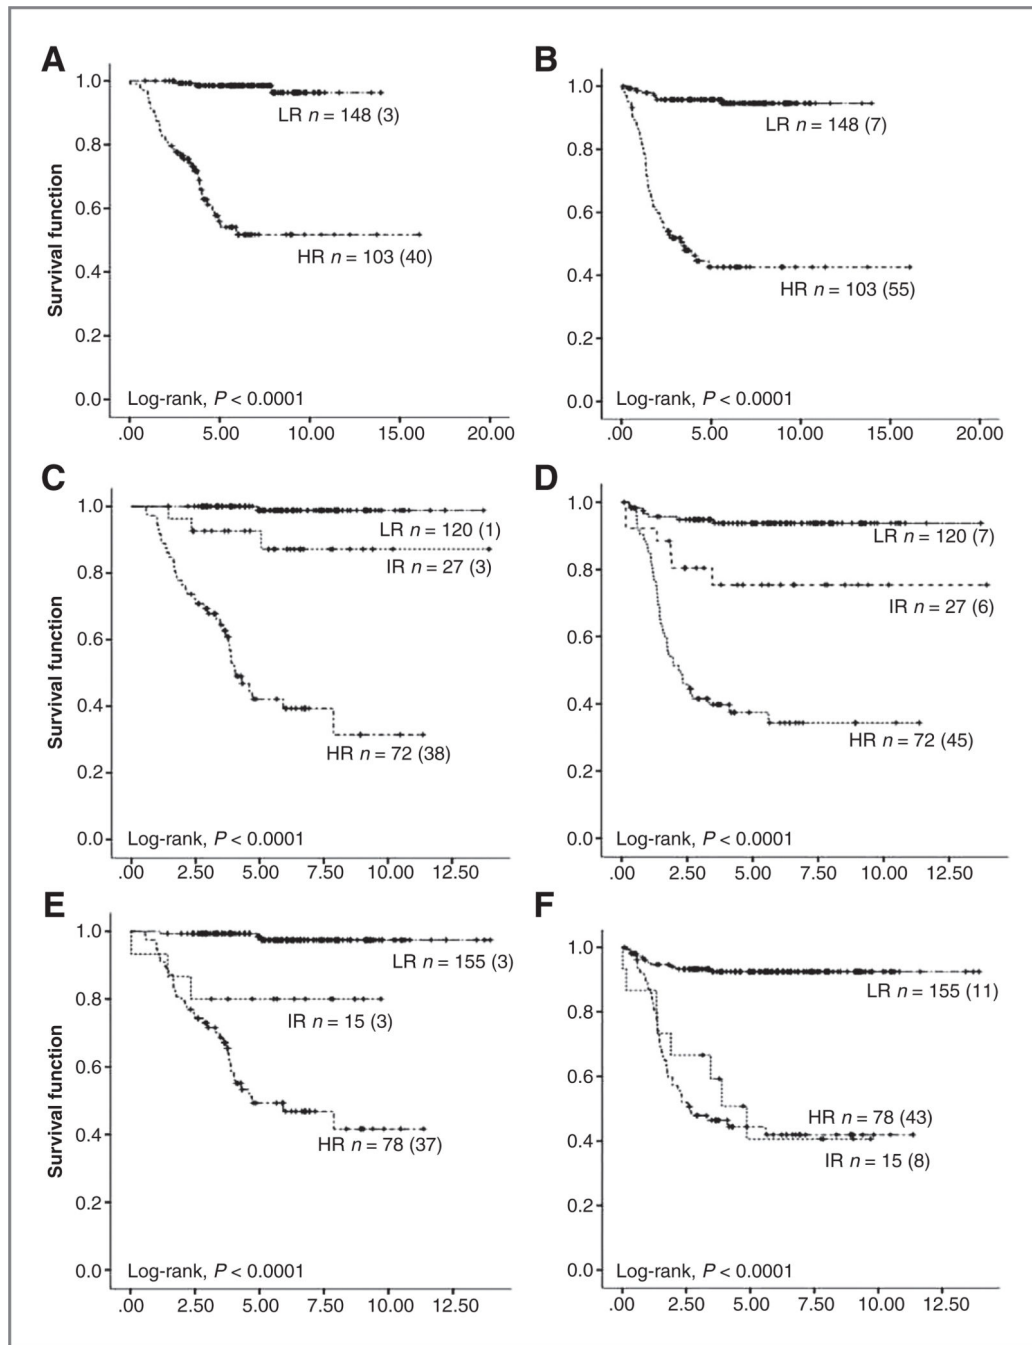 A
Survival function
1.0
0.8
0.6
0.4
0.2
0.0
LR n = 148 (3)
HR n = 103 (40)
Log-rank, P < 0.0001
.00 5.00 10.00 15.00 20.00
B
1.0
0.8
0.6
0.4
0.2
0.0
LR n = 148 (7)
HR n = 103 (55)
Log-rank, P < 0.0001
.00 5.00 10.00 15.00 20.00
C
Survival function
1.0
0.8
0.6
0.4
0.2
0.0
LR n = 120 (1)
IR n = 27 (3)
HR n = 72 (38)
Log-rank, P < 0.0001
.00 2.50 5.00 7.50 10.00 12.50
D
1.0
0.8
0.6
0.4
0.2
0.0
LR n = 120 (7)
IR n = 27 (6)
HR n = 72 (45)
Log-rank, P < 0.0001
.00 2.50 5.00 7.50 10.00 12.50
E
Survival function
1.0
0.8
0.6
0.4
0.2
0.0
LR n = 155 (3)
IR n = 15 (3)
HR n = 78 (37)
Log-rank, P < 0.0001
.00 2.50 5.00 7.50 10.00 12.50
F
1.0
0.8
0.6
0.4
0.2
0.0
LR n = 155 (11)
HR n = 78 (43)
IR n = 15 (8)
Log-rank, P < 0.0001
.00 2.50 5.00 7.50 10.00 12.50